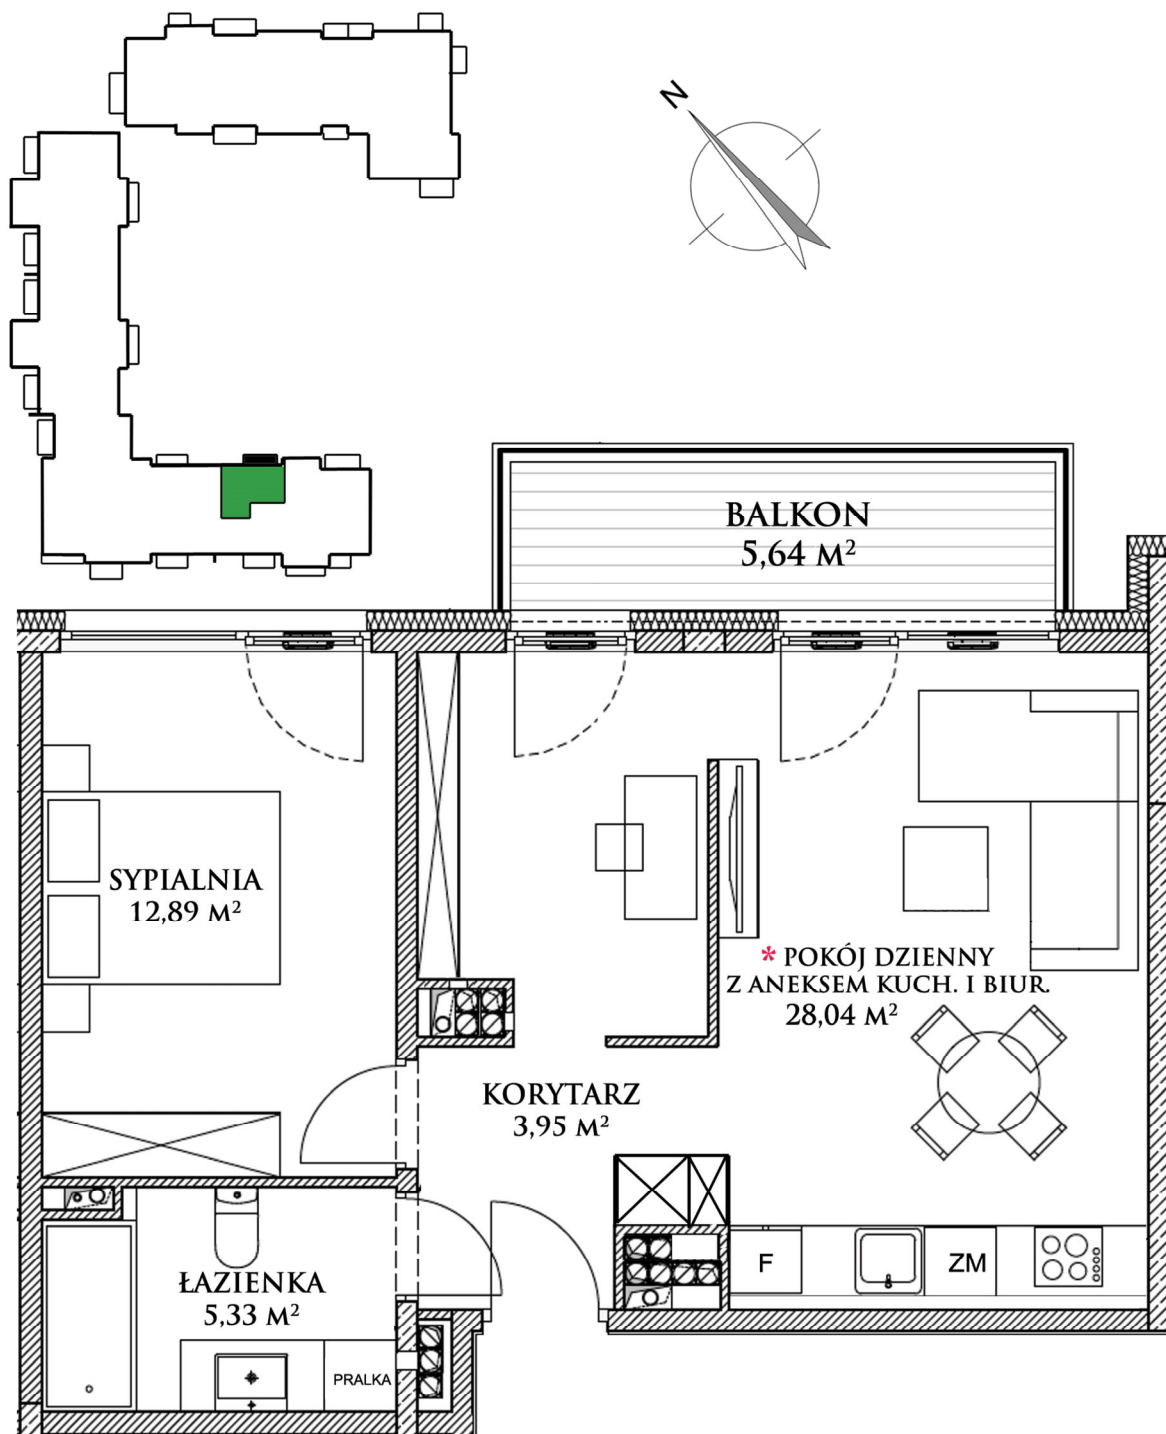 N
BALKON
5,64 M²
SYPIALNIA
12,89 M²
* POKÓJ DZIENNY
Z ANEKSEM KUCH. I BIUR.
28,04 M²
KORYTARZ
3,95 M²
F
ZM
ŁAZIENKA
5,33 M²
PRALKA